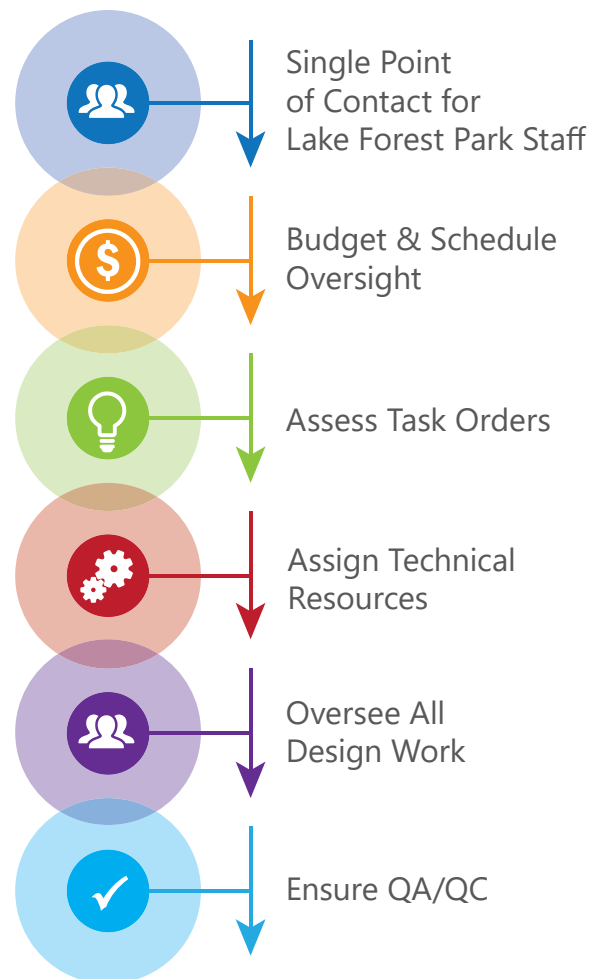 Single Point
of Contact for
Lake Forest Park Staff
$
Budget & Schedule
Oversight
Assess Task Orders
Assign Technical
Resources
Oversee All
Design Work
Ensure QA/QC